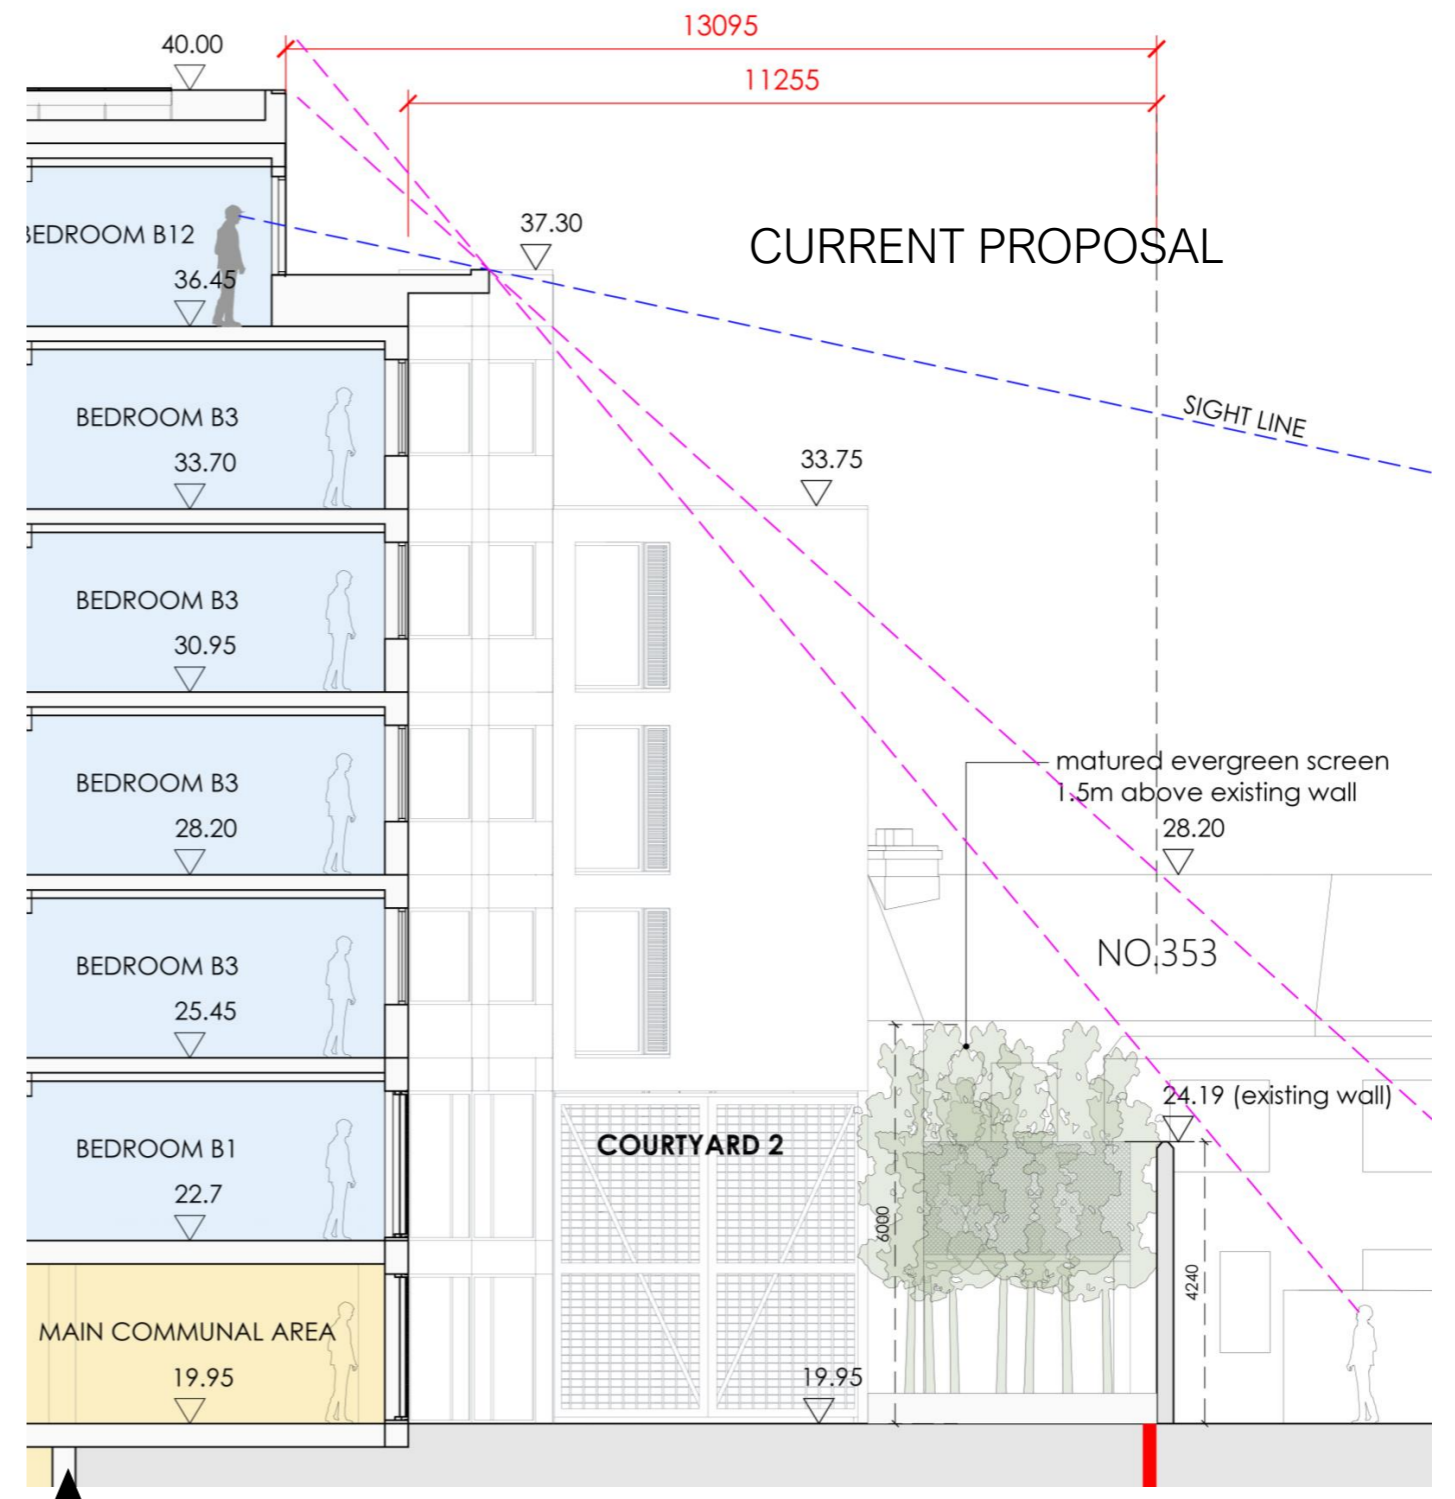 13095
40.00
11255
37.30
CURRENT PROPOSAL
BEDROOM B12
36.45
SIGHT LINE
BEDROOM B3
33.70
33.75
BEDROOM B3
30.95
matured evergreen screen
1.5m above existing wall
BEDROOM B3
28.20
28.20
NO.353
BEDROOM B3
25.45
24.19 (existing wall)
BEDROOM B1
COURTYARD 2
22.7
6000
4240
MAIN COMMUNAL AREA
19.95
19.95